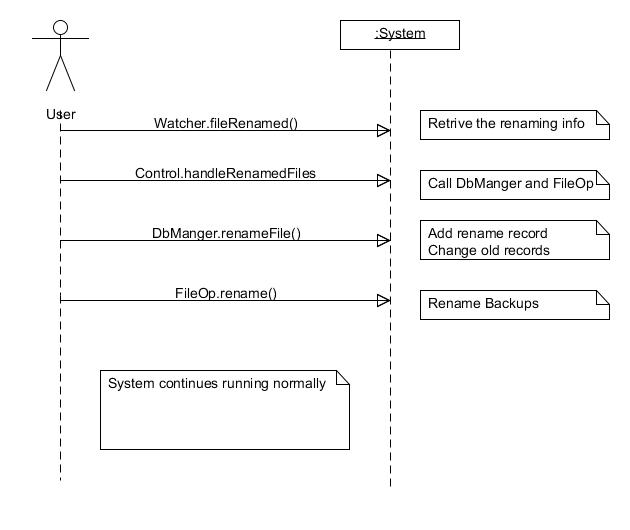 :System
User
Watcher.fileRenamed()
Retrive the renaming info
Control.handleRenamedFiles
Call DbManger and FileOp
DbManger.renameFile()
Add rename record
Change old records
FileOp.rename()
Rename Backups
System continues running normally